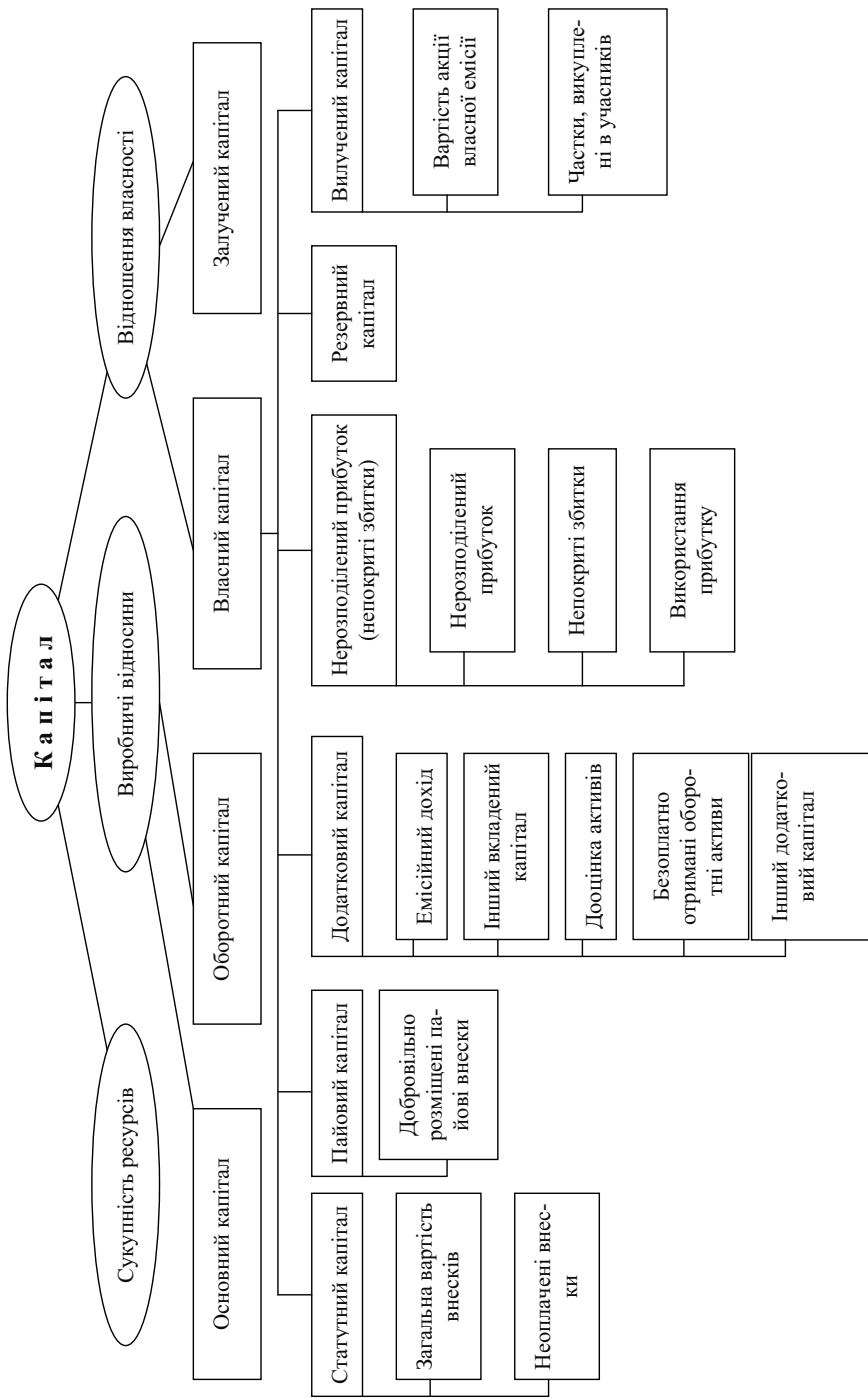 Капітал
Сукупність ресурсів
Виробничі відносини
Відношення власності
Основний капітал
Оборотний капітал
Власний капітал
Залучений капітал
Статутний капітал
Загальна вартість
внесків
Неоплачені внес-
ки
Пайовий капітал
Добровільно
розміщені па-
йові внески
Додатковий капітал
Емісійний дохід
Інший вкладений
капітал
Дооцінка активів
Безоплатно
отримані оборо-
тні активи
Інший додатко-
вий капітал
Нерозподілений прибуток
(непокриті збитки)
Нерозподілений
прибуток
Непокриті збитки
Використання
прибутку
Резервний
капітал
Вилучений капітал
Вартість акції
власної емісії
Частки, викупле-
ні в учасників